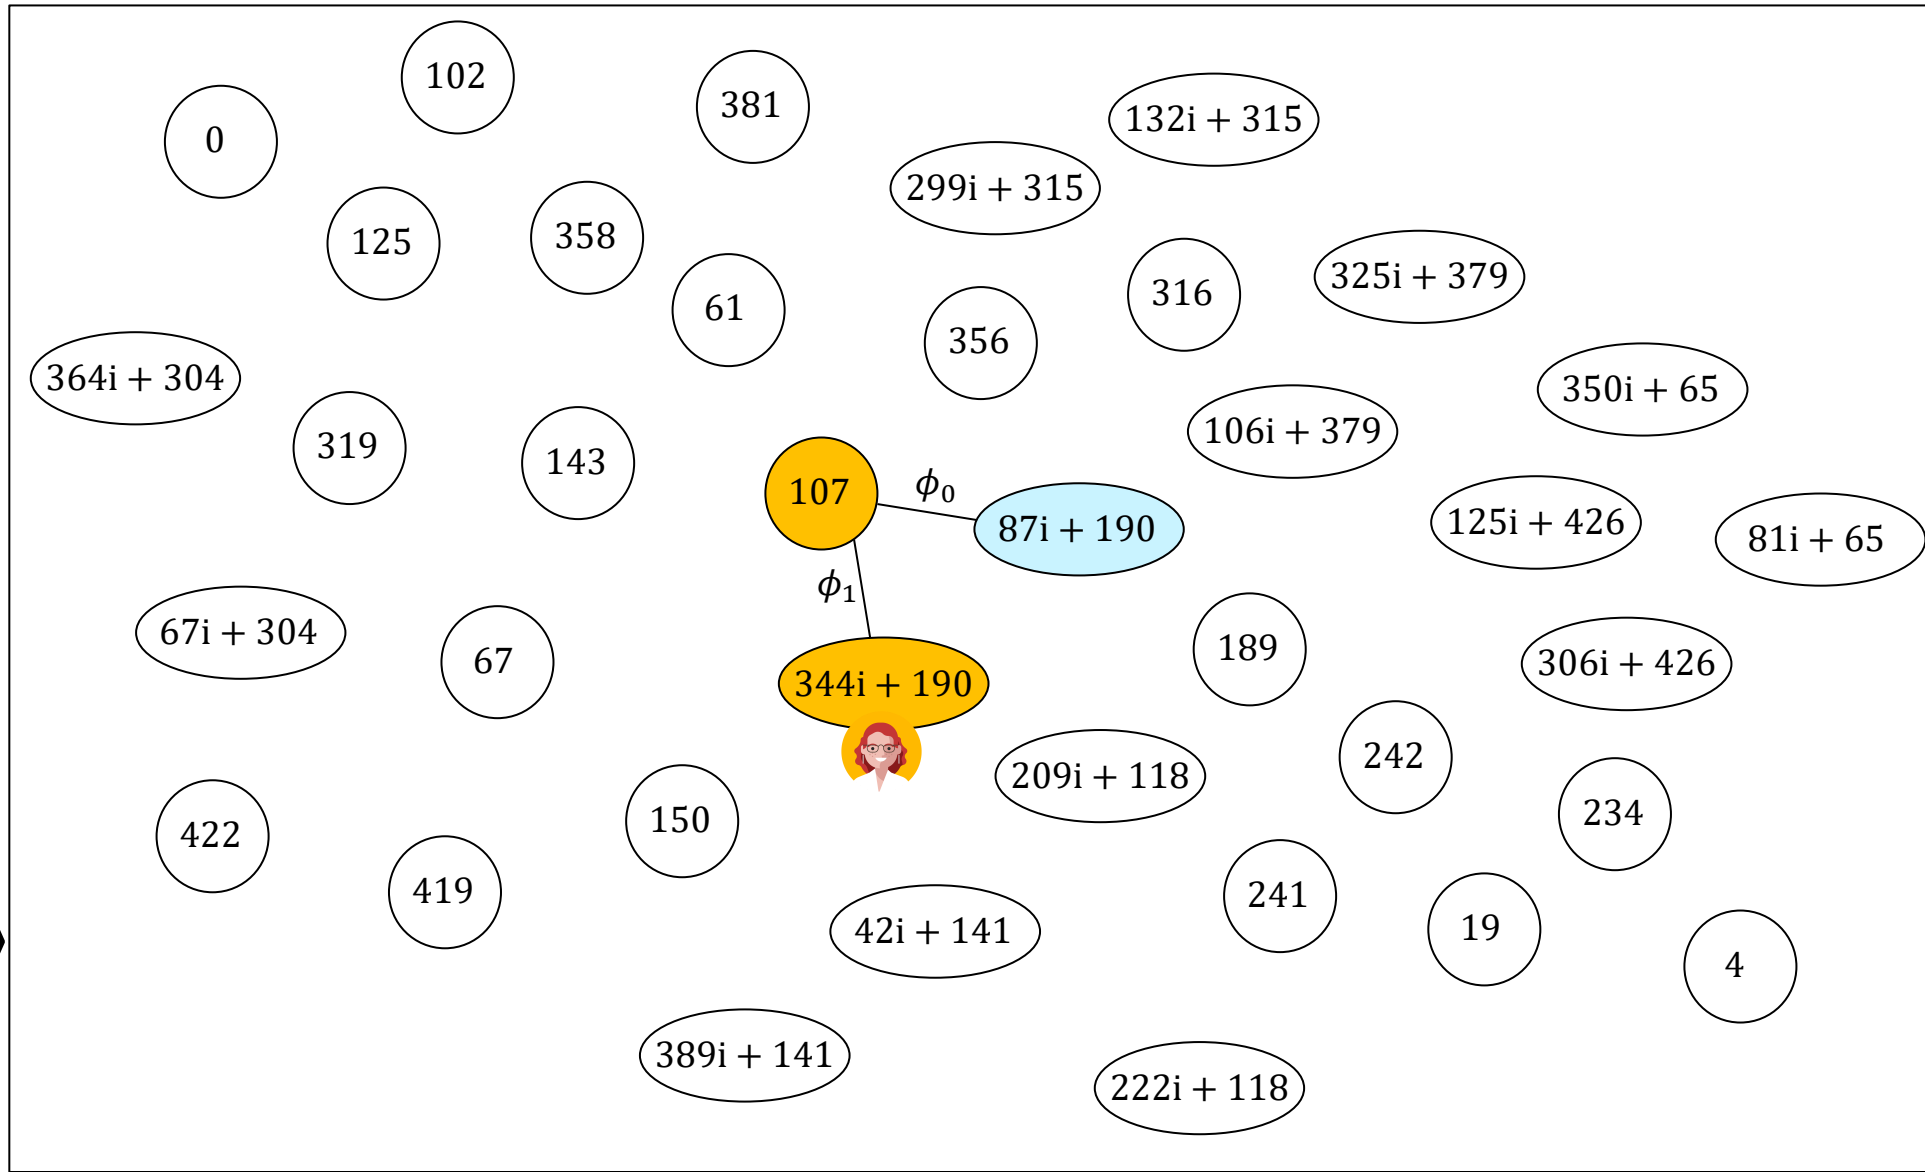 102
381
132i + 315
0
299i + 315
125
358
325i + 379
61
316
356
364i + 304
350i + 65
319
143
106i + 379
107
ϕ₀
87i + 190
125i + 426
81i + 65
ϕ₁
67i + 304
67
344i + 190
189
306i + 426
209i + 118
242
422
150
234
419
241
42i + 141
19
4
389i + 141
222i + 118